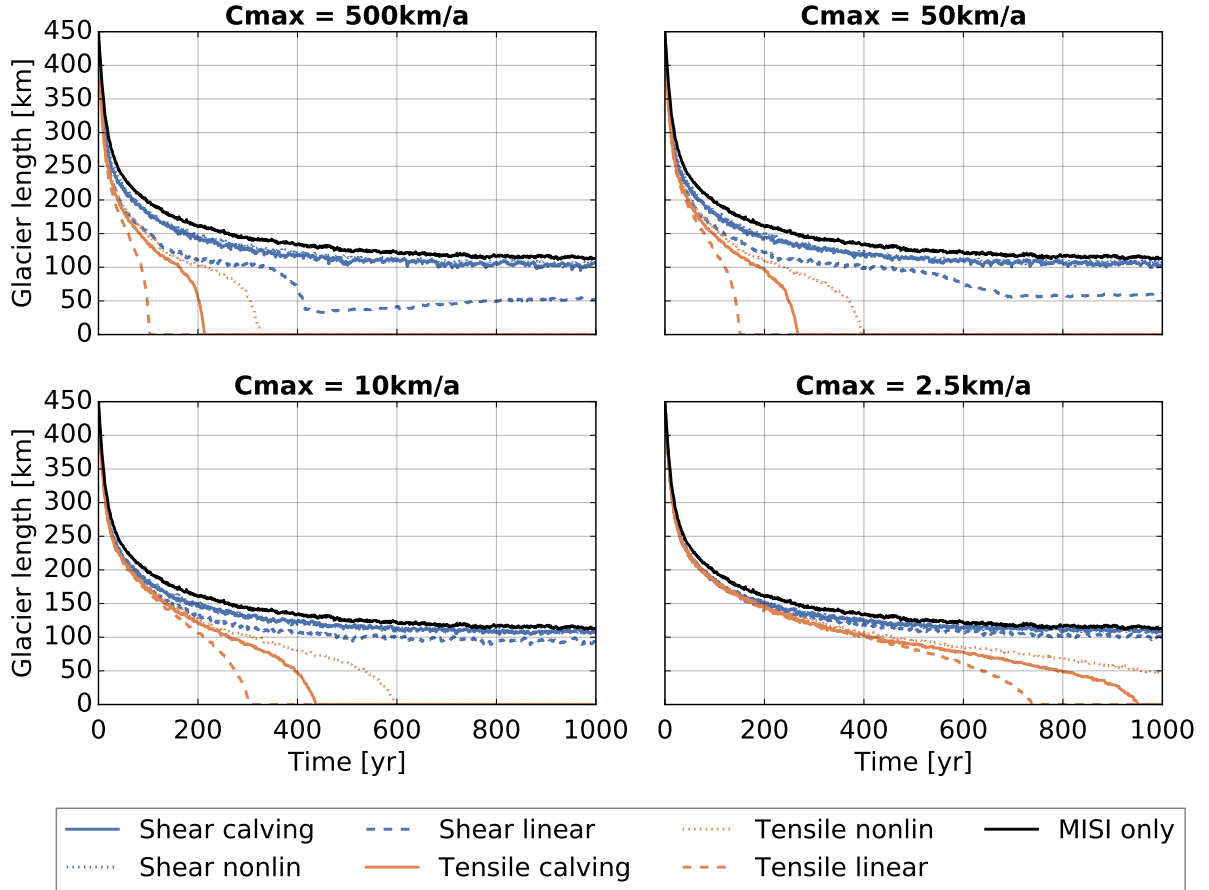 Cmax = 500km/a
Cmax = 50km/a
450
400
350
300
250
200
150
100
50
0
Glacier length [km]
Glacier length [km]
Cmax = 10km/a
Cmax = 2.5km/a
450
400
350
300
250
200
150
100
50
0
0 200 400 600 800 1000
0 200 400 600 800 1000
Time [yr]
Time [yr]
Shear calving
Shear linear
Tensile nonlin
MISI only
Shear nonlin
Tensile calving
Tensile linear